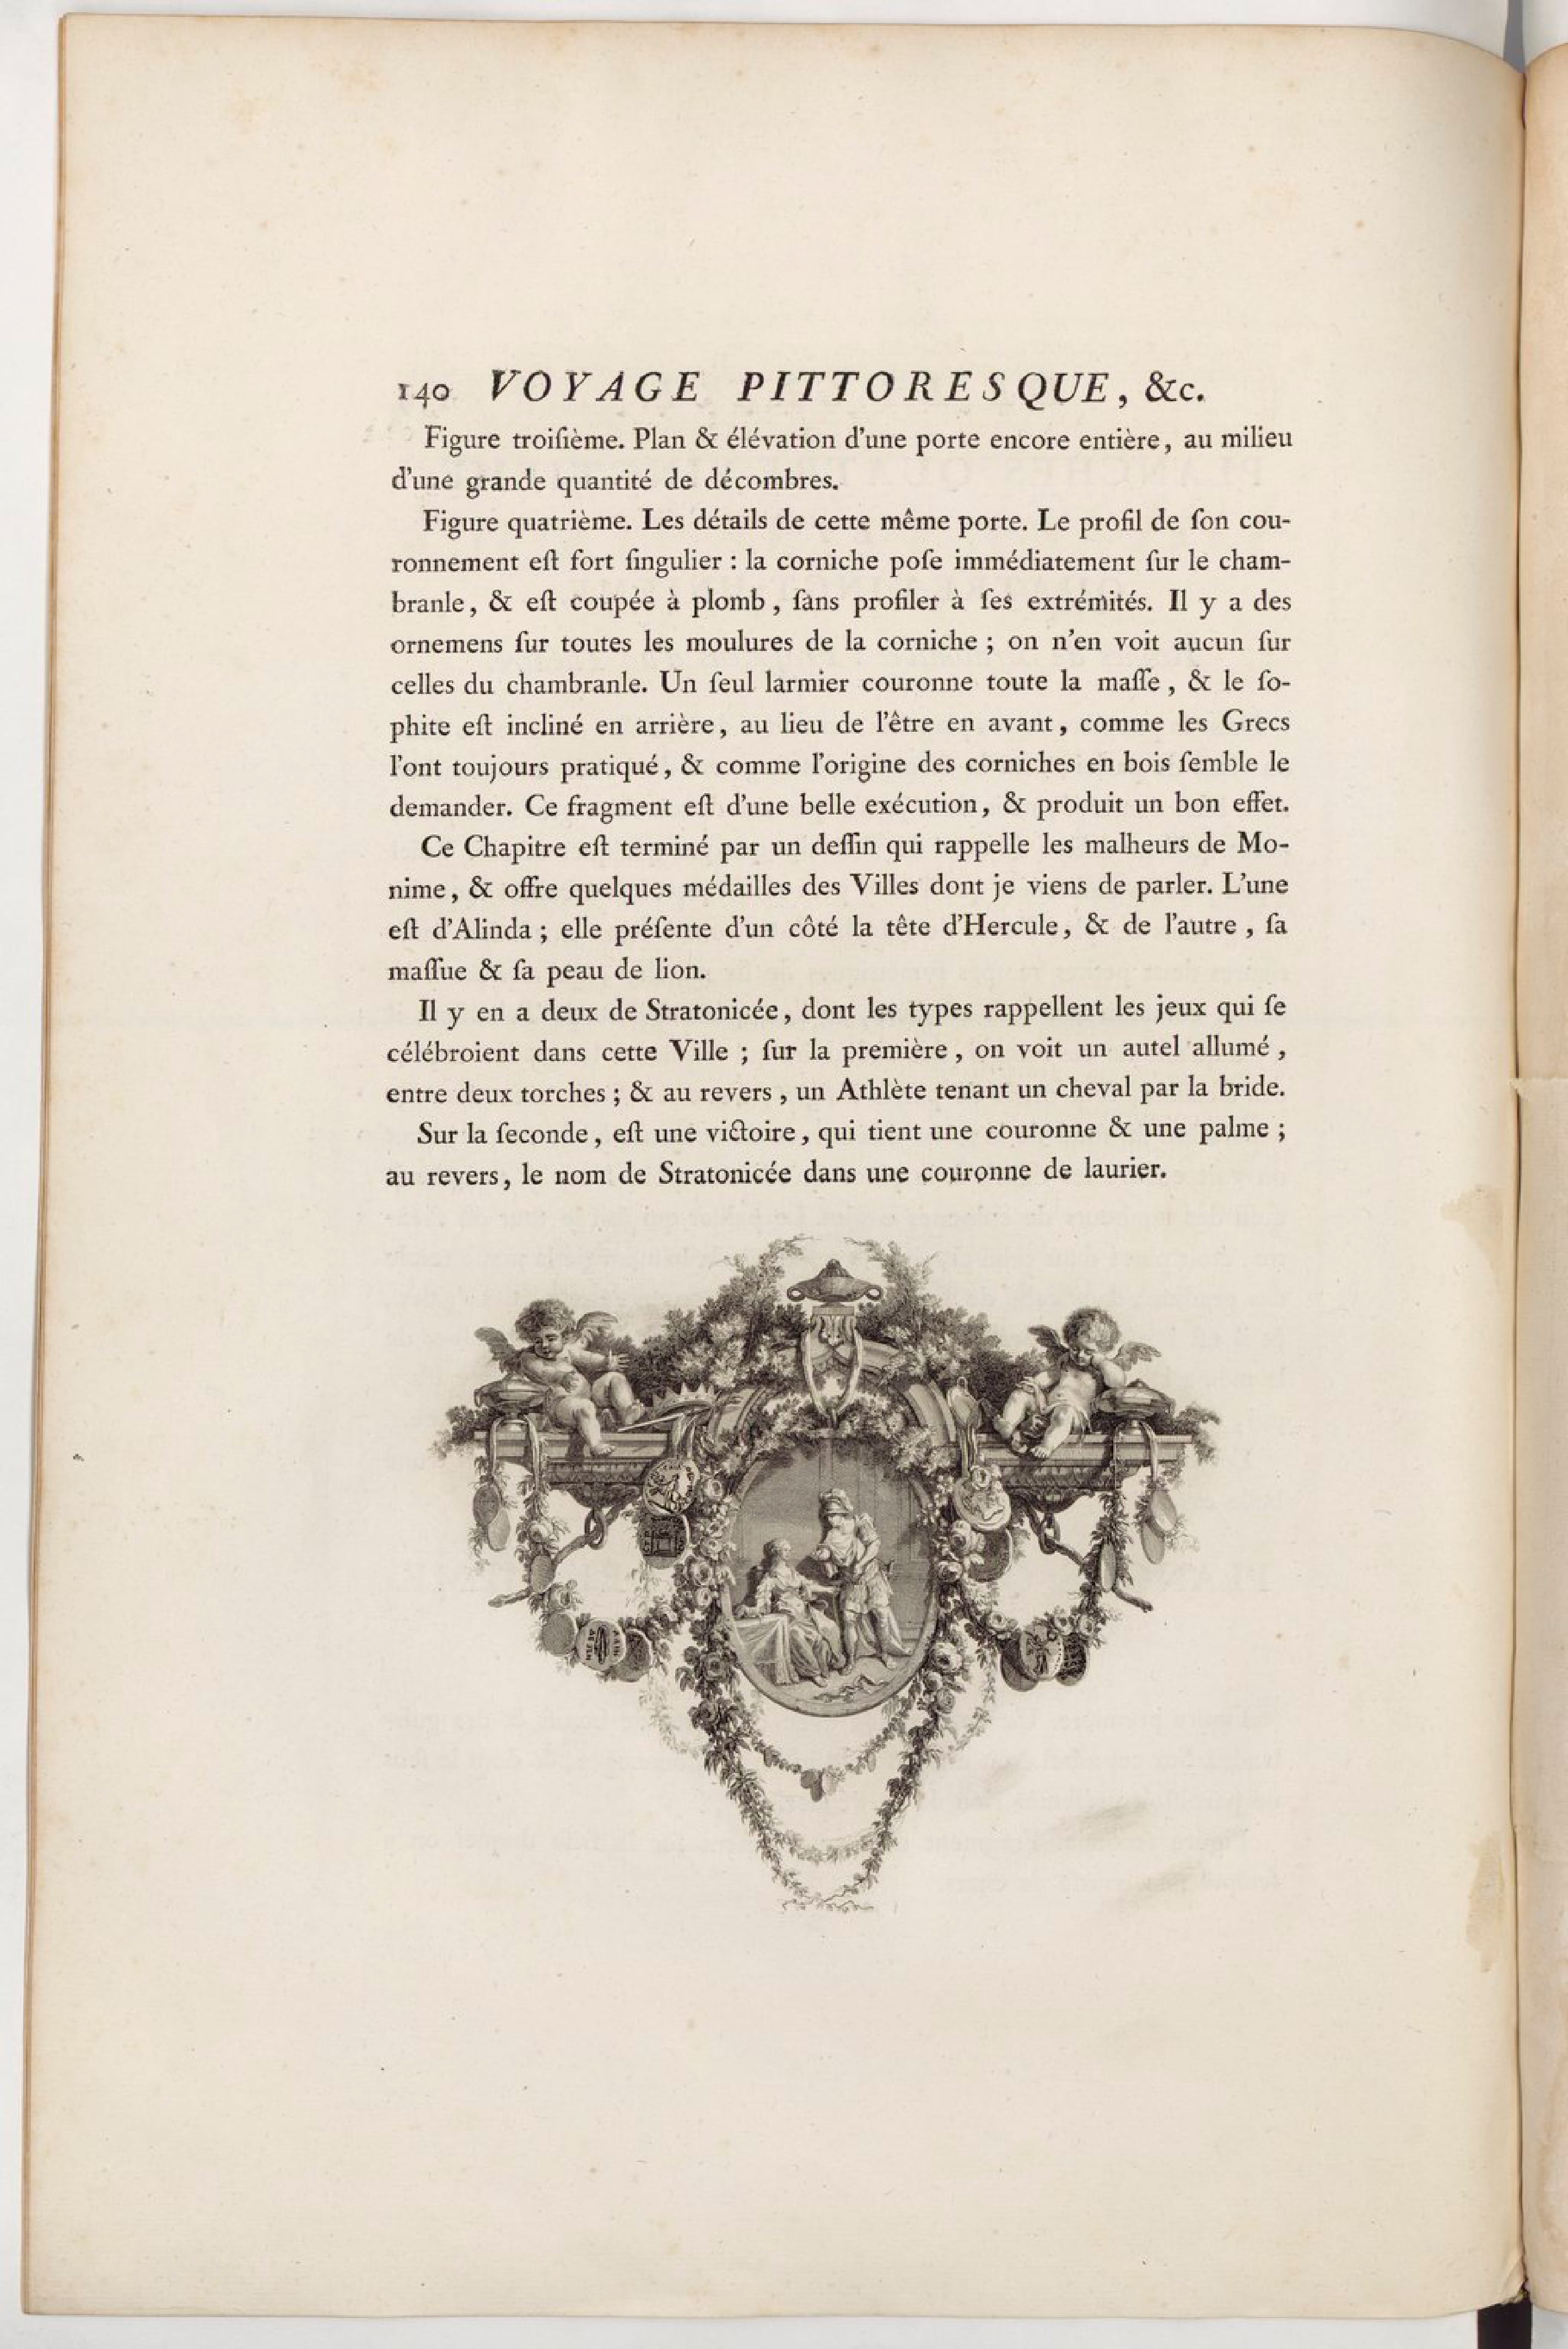 140 VOYAGE PITTORESQUE, &c.
Figure troiſième. Plan & élévation d'une porte encore entière, au milieu
d'une grande quantité de décombres.
Figure quatrième. Les détails de cette même porte. Le profil de ſon cou-
ronnement eſt fort ſingulier : la corniche poſe immédiatement ſur le cham-
branle, & eſt coupée à plomb, ſans profiler à ſes extrémités. Il y a des
ornemens ſur toutes les moulures de la corniche ; on n'en voit aucun ſur
celles du chambranle. Un ſeul larmier couronne toute la maſſe, & le ſo-
phite eſt incliné en arrière, au lieu de l'être en avant, comme les Grecs
l'ont toujours pratiqué, & comme l'origine des corniches en bois ſemble le
demander. Ce fragment eſt d'une belle exécution, & produit un bon effet.
Ce Chapitre eſt terminé par un deſſin qui rappelle les malheurs de Mo-
nime, & offre quelques médailles des Villes dont je viens de parler. L'une
eſt d'Alinda ; elle préſente d'un côté la tête d'Hercule, & de l'autre, ſa
maſſue & ſa peau de lion.
Il y en a deux de Stratonicée, dont les types rappellent les jeux qui ſe
célébroient dans cette Ville ; ſur la première, on voit un autel allumé,
entre deux torches ; & au revers, un Athlète tenant un cheval par la bride.
Sur la ſeconde, eſt une victoire, qui tient une couronne & une palme ;
au revers, le nom de Stratonicée dans une couronne de laurier.